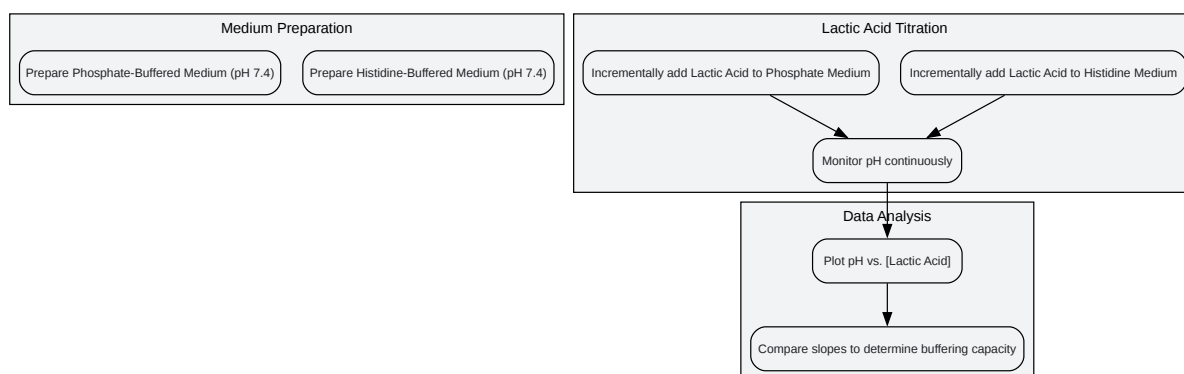 Medium Preparation
Prepare Phosphate-Buffered Medium (pH 7.4)
Prepare Histidine-Buffered Medium (pH 7.4)
Lactic Acid Titration
Incrementally add Lactic Acid to Phosphate Medium
Incrementally add Lactic Acid to Histidine Medium
Monitor pH continuously
Data Analysis
Plot pH vs. [Lactic Acid]
Compare slopes to determine buffering capacity